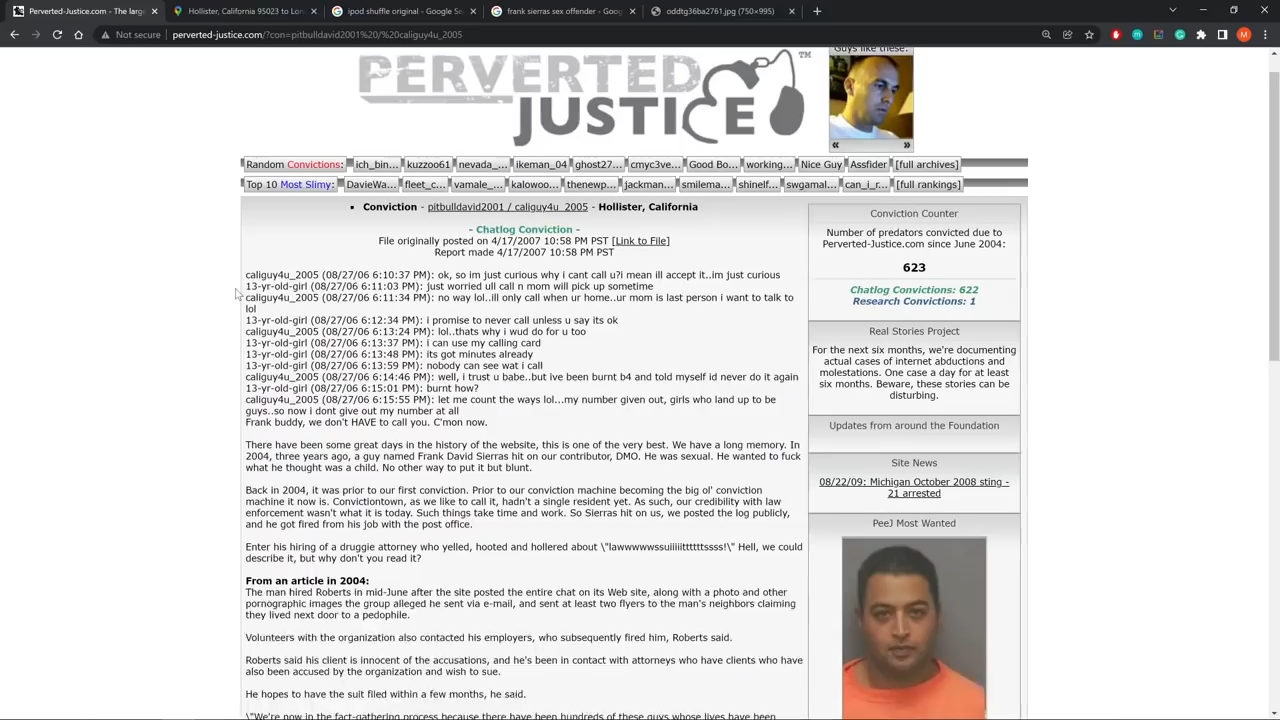 Perverted-Justice.com - The larg
Hollister, California 95023 to Lon
ipod shuffle original - Google Se
frank sierras sex offender - Goog
oddtg36ba2761.jpg (750×995)
Not secure
perverted-justice.com/?con=pitbulldavid2001%20/%20caliguy4u_2005
M
PERVERTED
JUSTICE
TM
Guys like these:
« »
Random Convictions: ich_bin... kuzzoo61 nevada_... ikeman_04 ghost27... cmyc3ve... Good Bo... working... Nice Guy Assfider [full archives]
Top 10 Most Slimy: DavieWa... fleet_c... vamale_... kalowoo... thenewp... jackman... smilema... shinelf... swgamal... can_i_r... [full rankings]
Conviction - pitbulldavid2001 / caliguy4u_2005 - Hollister, California
- Chatlog Conviction -
File originally posted on 4/17/2007 10:58 PM PST [Link to File]
Report made 4/17/2007 10:58 PM PST
caliguy4u_2005 (08/27/06 6:10:37 PM): ok, so im just curious why i cant call u?i mean ill accept it..im just curious
13-yr-old-girl (08/27/06 6:11:03 PM): just worried ull call n mom will pick up sometime
caliguy4u_2005 (08/27/06 6:11:34 PM): no way lol..ill only call when ur home..ur mom is last person i want to talk to
lol
13-yr-old-girl (08/27/06 6:12:34 PM): i promise to never call unless u say its ok
caliguy4u_2005 (08/27/06 6:13:24 PM): lol..thats why i wud do for u too
13-yr-old-girl (08/27/06 6:13:37 PM): i can use my calling card
13-yr-old-girl (08/27/06 6:13:48 PM): its got minutes already
13-yr-old-girl (08/27/06 6:13:59 PM): nobody can see wat i call
caliguy4u_2005 (08/27/06 6:14:46 PM): well, i trust u babe..but ive been burnt b4 and told myself id never do it again
13-yr-old-girl (08/27/06 6:15:01 PM): burnt how?
caliguy4u_2005 (08/27/06 6:15:55 PM): let me count the ways lol...my number given out, girls who land up to be
guys..so now i dont give out my number at all
Frank buddy, we don't HAVE to call you. C'mon now.
There have been some great days in the history of the website, this is one of the very best. We have a long memory. In
2004, three years ago, a guy named Frank David Sierras hit on our contributor, DMO. He was sexual. He wanted to fuck
what he thought was a child. No other way to put it but blunt.
Back in 2004, it was prior to our first conviction. Prior to our conviction machine becoming the big ol' conviction
machine it now is. Convictiontown, as we like to call it, hadn't a single resident yet. As such, our credibility with law
enforcement wasn't what it is today. Such things take time and work. So Sierras hit on us, we posted the log publicly,
and he got fired from his job with the post office.
Enter his hiring of a druggie attorney who yelled, hooted and hollered about \"lawwwwwssuiiiiittttttssss!\" Hell, we could
describe it, but why don't you read it?
From an article in 2004:
The man hired Roberts in mid-June after the site posted the entire chat on its Web site, along with a photo and other
pornographic images the group alleged he sent via e-mail, and sent at least two flyers to the man's neighbors claiming
they lived next door to a pedophile.
Volunteers with the organization also contacted his employers, who subsequently fired him, Roberts said.
Roberts said his client is innocent of the accusations, and he's been in contact with attorneys who have clients who have
also been accused by the organization and wish to sue.
He hopes to have the suit filed within a few months, he said.
\"We're now in the fact-gathering process because there have been hundreds of these guys whose lives have been
Conviction Counter
Number of predators convicted due to
Perverted-Justice.com since June 2004:
623
Chatlog Convictions: 622
Research Convictions: 1
Real Stories Project
For the next six months, we're documenting
actual cases of internet abductions and
molestations. One case a day for at least
six months. Beware, these stories can be
disturbing.
Updates from around the Foundation
Site News
08/22/09: Michigan October 2008 sting -
21 arrested
PeeJ Most Wanted